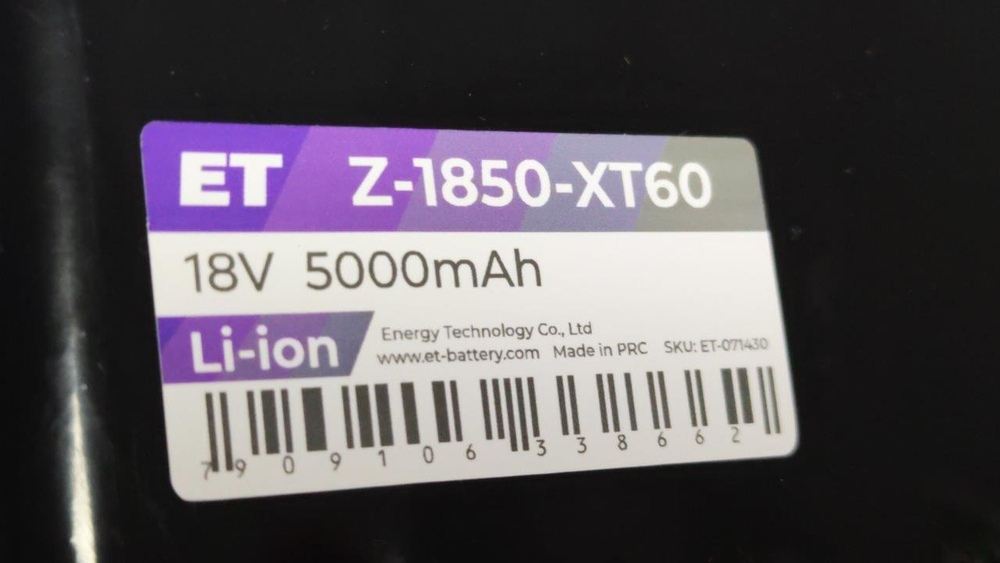 ET Z-1850-XT60
18V 5000mAh
Li-ion
Energy Technology Co., Ltd
www.et-battery.com Made in PRC SKU: ET-071430
7 9 0 9 1 0 6 3 3 8 6 6 2